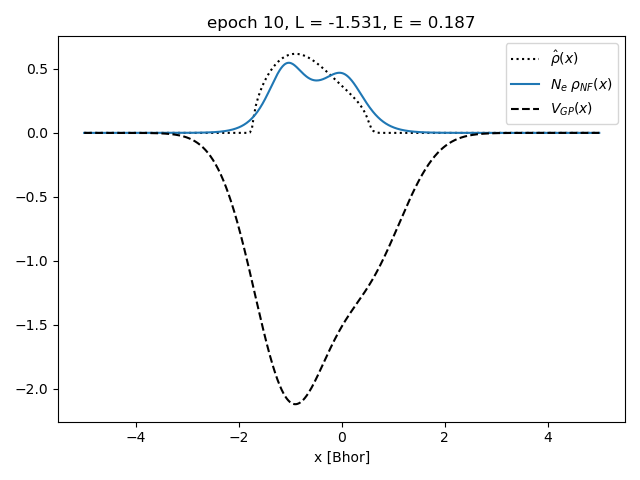 epoch 10, L = -1.531, E = 0.187
ρ̂(x)
N_e ρ_NF(x)
V_GP(x)
0.5
0.0
−0.5
−1.0
−1.5
−2.0
−4 −2 0 2 4
x [Bhor]